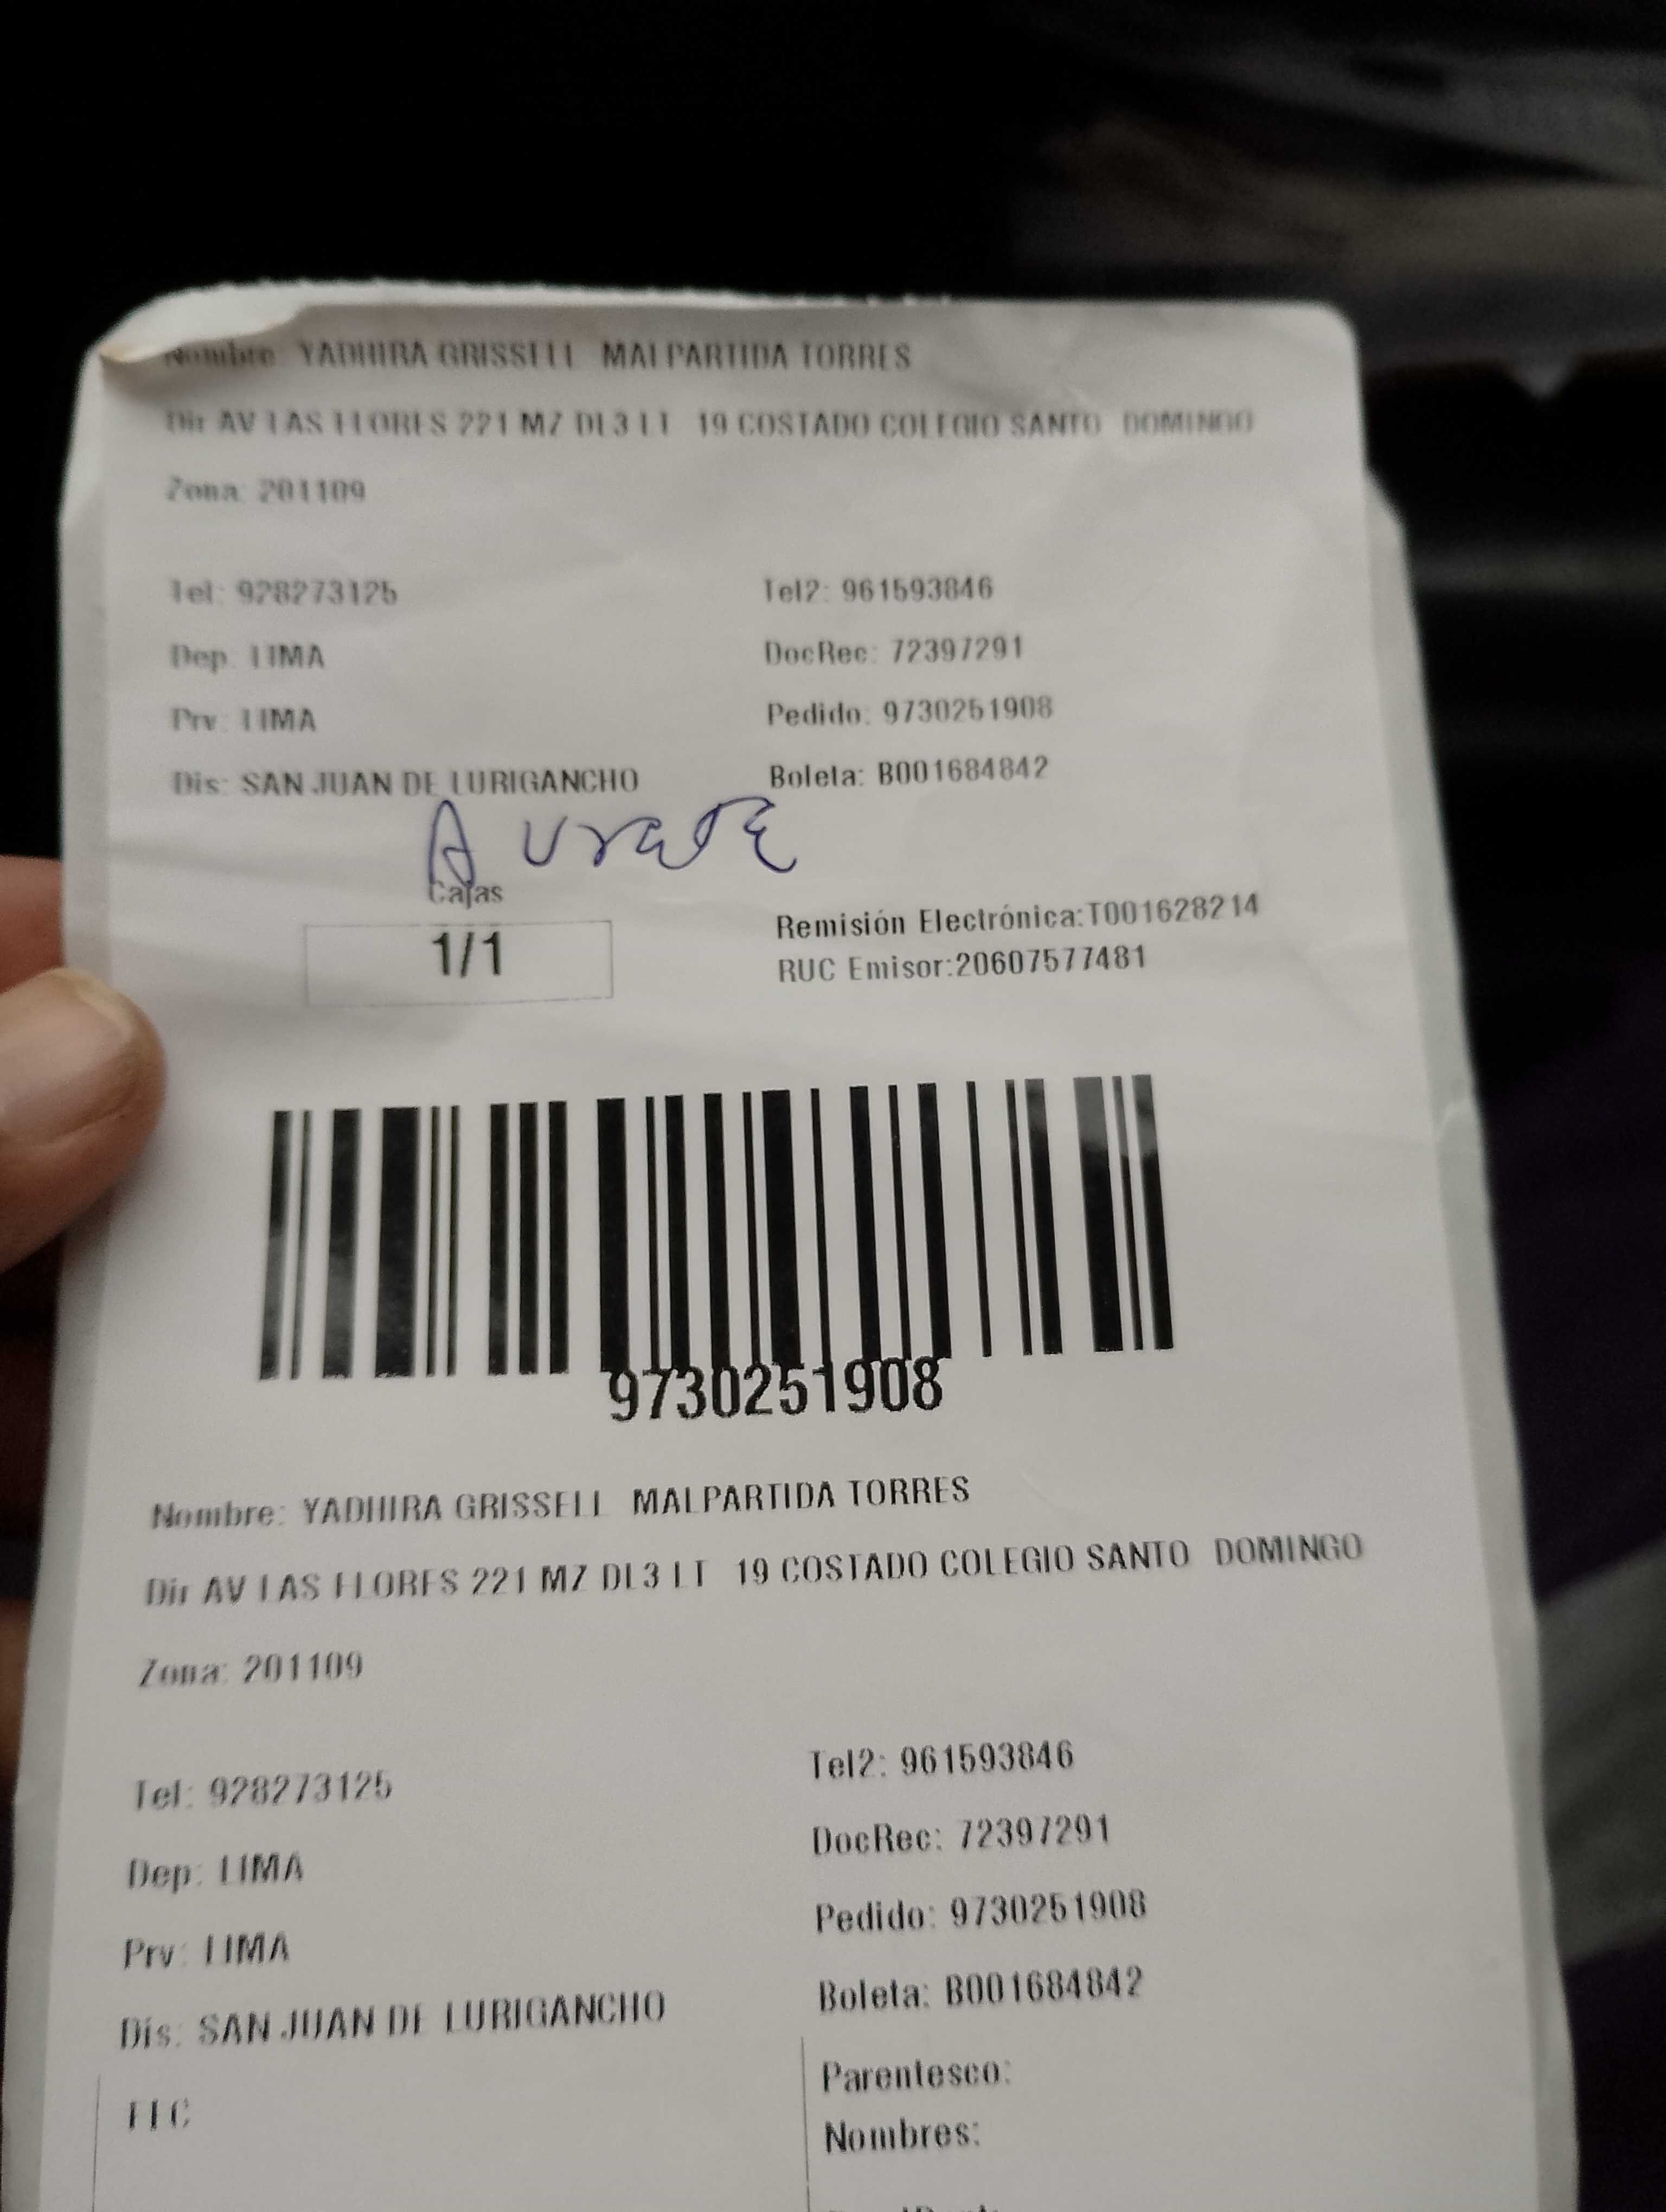 Nombre: YADHIRA GRISSELL MALPARTIDA TORRES
Dir AV LAS FLORES 221 MZ DL3 LT 19 COSTADO COLEGIO SANTO DOMINGO
Zona: 201109
Tel: 928273125 Tel2: 961593846
Dep: LIMA DocRec: 72397291
Prv: LIMA Pedido: 9730251908
Dis: SAN JUAN DE LURIGANCHO Boleta: B001684842
Cajas
1/1
Remisión Electrónica:T001628214
RUC Emisor:20607577481
9730251908
Nombre: YADHIRA GRISSELL MALPARTIDA TORRES
Dir AV LAS FLORES 221 MZ DL3 LT 19 COSTADO COLEGIO SANTO DOMINGO
Zona: 201109
Tel: 928273125 Tel2: 961593846
Dep: LIMA DocRec: 72397291
Prv: LIMA Pedido: 9730251908
Dis: SAN JUAN DE LURIGANCHO Boleta: B001684842
Parentesco:
Nombres: